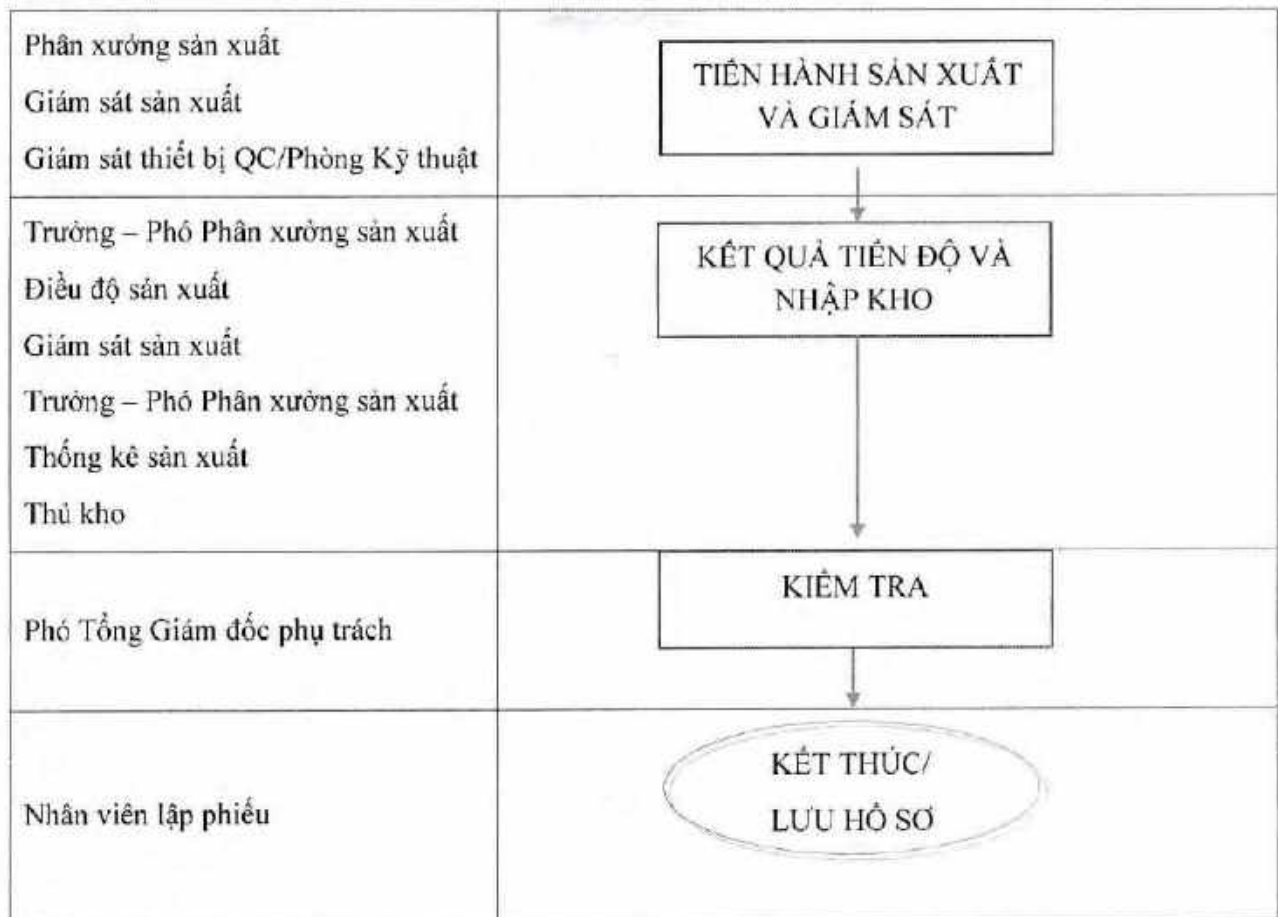 Phân xưởng sản xuất
Giám sát sản xuất
Giám sát thiết bị QC/Phòng Kỹ thuật
TIẾN HÀNH SẢN XUẤT
VÀ GIÁM SÁT
Trưởng – Phó Phân xưởng sản xuất
Điều độ sản xuất
Giám sát sản xuất
Trưởng – Phó Phân xưởng sản xuất
Thống kê sản xuất
Thủ kho
KẾT QUẢ TIẾN ĐỘ VÀ
NHẬP KHO
Phó Tổng Giám đốc phụ trách
KIỂM TRA
Nhân viên lập phiếu
KẾT THÚC/
LƯU HỒ SƠ